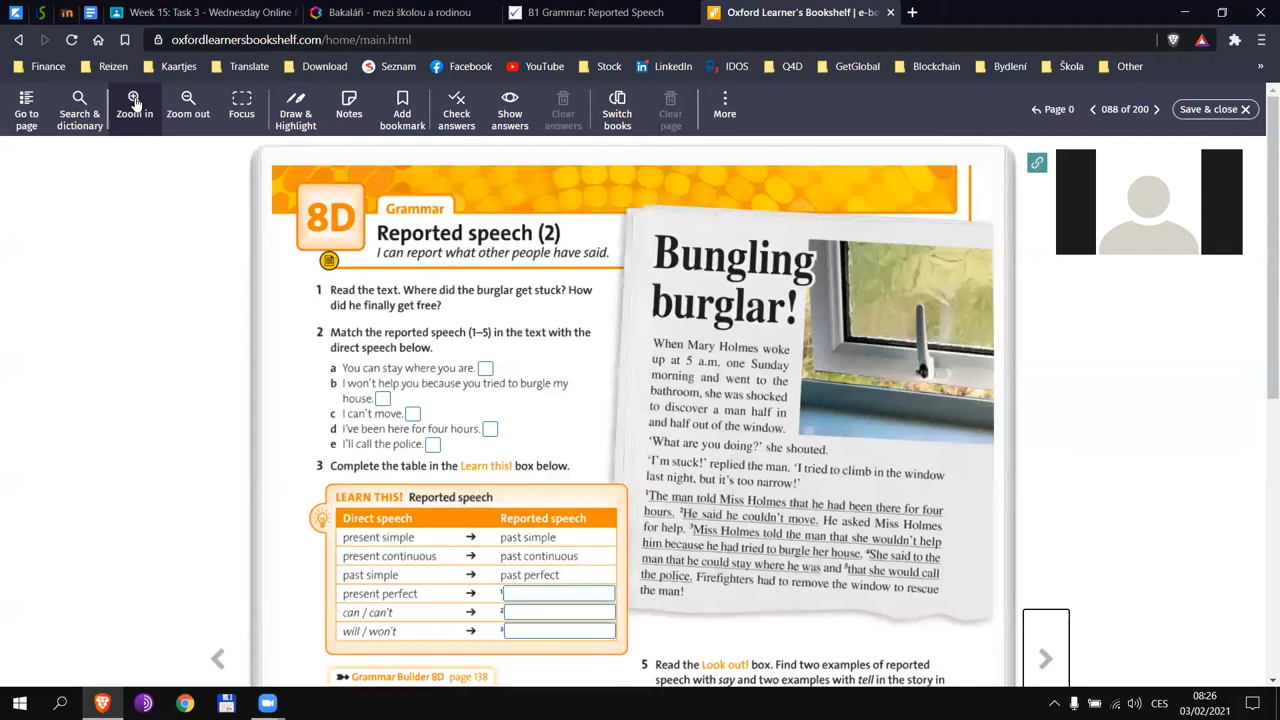 Week 15: Task 3 - Wednesday Online
Bakaláři - mezi školou a rodinou
B1 Grammar: Reported Speech
Oxford Learner's Bookshelf | e-bo
oxfordlearnersbookshelf.com/home/main.html
Finance Reizen Kaartjes Translate Download Seznam Facebook YouTube Stock LinkedIn IDOS Q4D GetGlobal Blockchain Bydlení Škola Other
Go to page
Search & dictionary
Zoom in
Zoom out
Focus
Draw & Highlight
Notes
Add bookmark
Check answers
Show answers
Clear answers
Switch books
Clear page
More
Page 0
088 of 200
Save & close
8D
Grammar
Reported speech (2)
I can report what other people have said.
1 Read the text. Where did the burglar get stuck? How
did he finally get free?
2 Match the reported speech (1–5) in the text with the
direct speech below.
a You can stay where you are.
b I won't help you because you tried to burgle my
house.
c I can't move.
d I've been here for four hours.
e I'll call the police.
3 Complete the table in the Learn this! box below.
LEARN THIS! Reported speech
Direct speech Reported speech
present simple → past simple
present continuous → past continuous
past simple → past perfect
present perfect → 1
can / can't → 2
will / won't → 3
Grammar Builder 8D page 138
Bungling
burglar!
When Mary Holmes woke
up at 5 a.m. one Sunday
morning and went to the
bathroom, she was shocked
to discover a man half in
and half out of the window.
'What are you doing?' she shouted.
'I'm stuck!' replied the man. 'I tried to climb in the window
last night, but it's too narrow!'
1The man told Miss Holmes that he had been there for four
hours. 2He said he couldn't move. He asked Miss Holmes
for help. 3Miss Holmes told the man that she wouldn't help
him because he had tried to burgle her house. 4She said to the
man that he could stay where he was and 5that she would call
the police. Firefighters had to remove the window to rescue
the man!
5 Read the Look out! box. Find two examples of reported
speech with say and two examples with tell in the story in
CES
08:26
03/02/2021